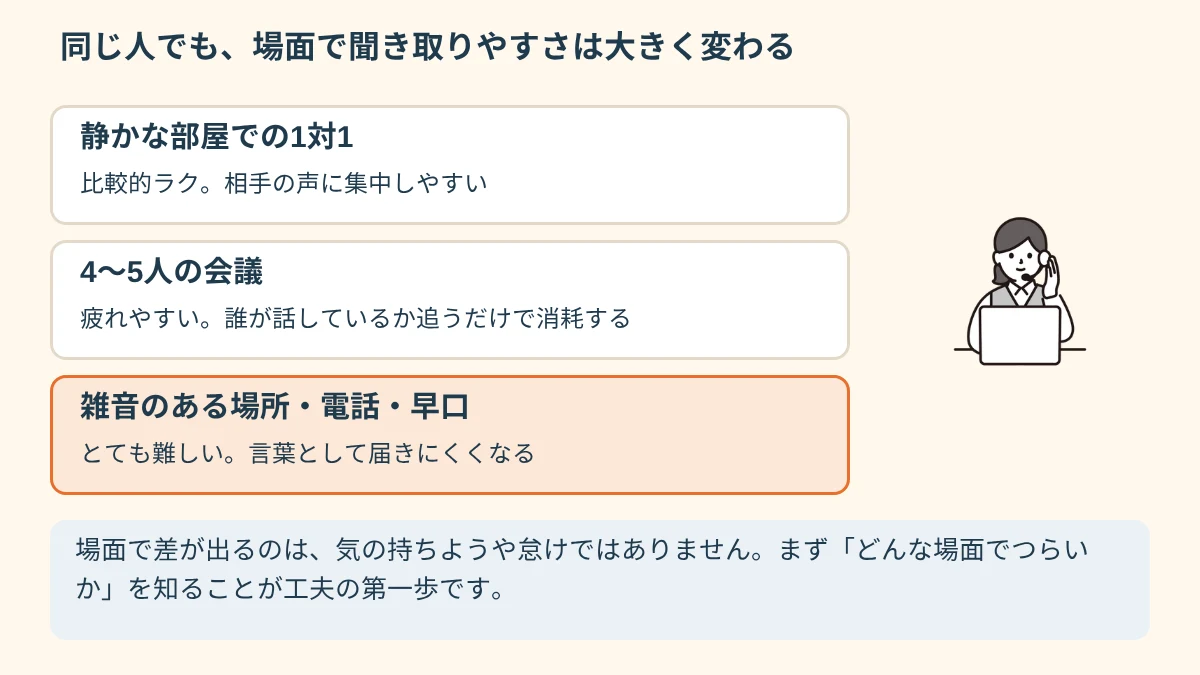 同じ人でも、場面で聞き取りやすさは大きく変わる
静かな部屋での1対1
比較的ラク。相手の声に集中しやすい
4〜5人の会議
疲れやすい。誰が話しているか追うだけで消耗する
雑音のある場所・電話・早口
とても難しい。言葉として届きにくくなる
場面で差が出るのは、気の持ちようや怠けではありません。まず「どんな場面でつらい
か」を知ることが工夫の第一歩です。